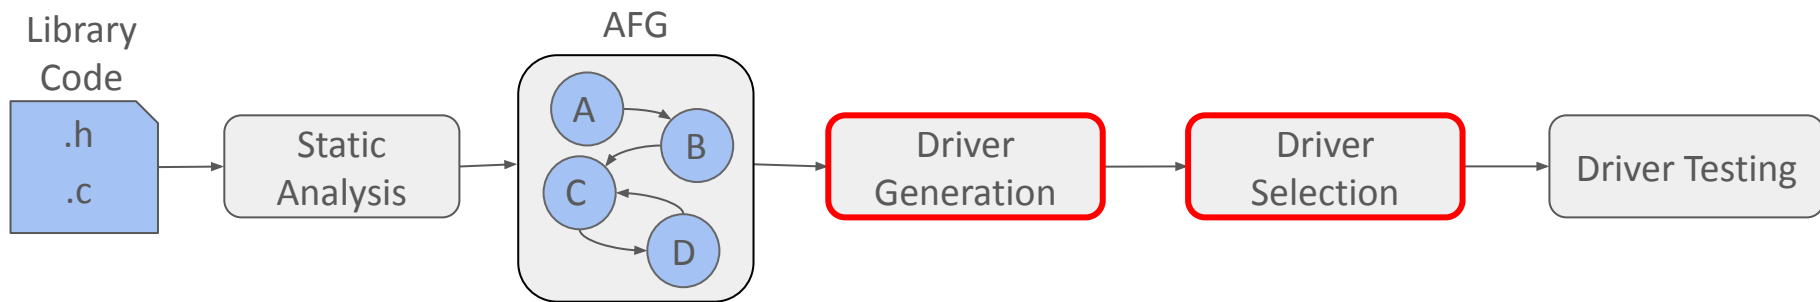 Library
Code
.h
.c
Static
Analysis
AFG
A
B
C
D
Driver
Generation
Driver
Selection
Driver Testing